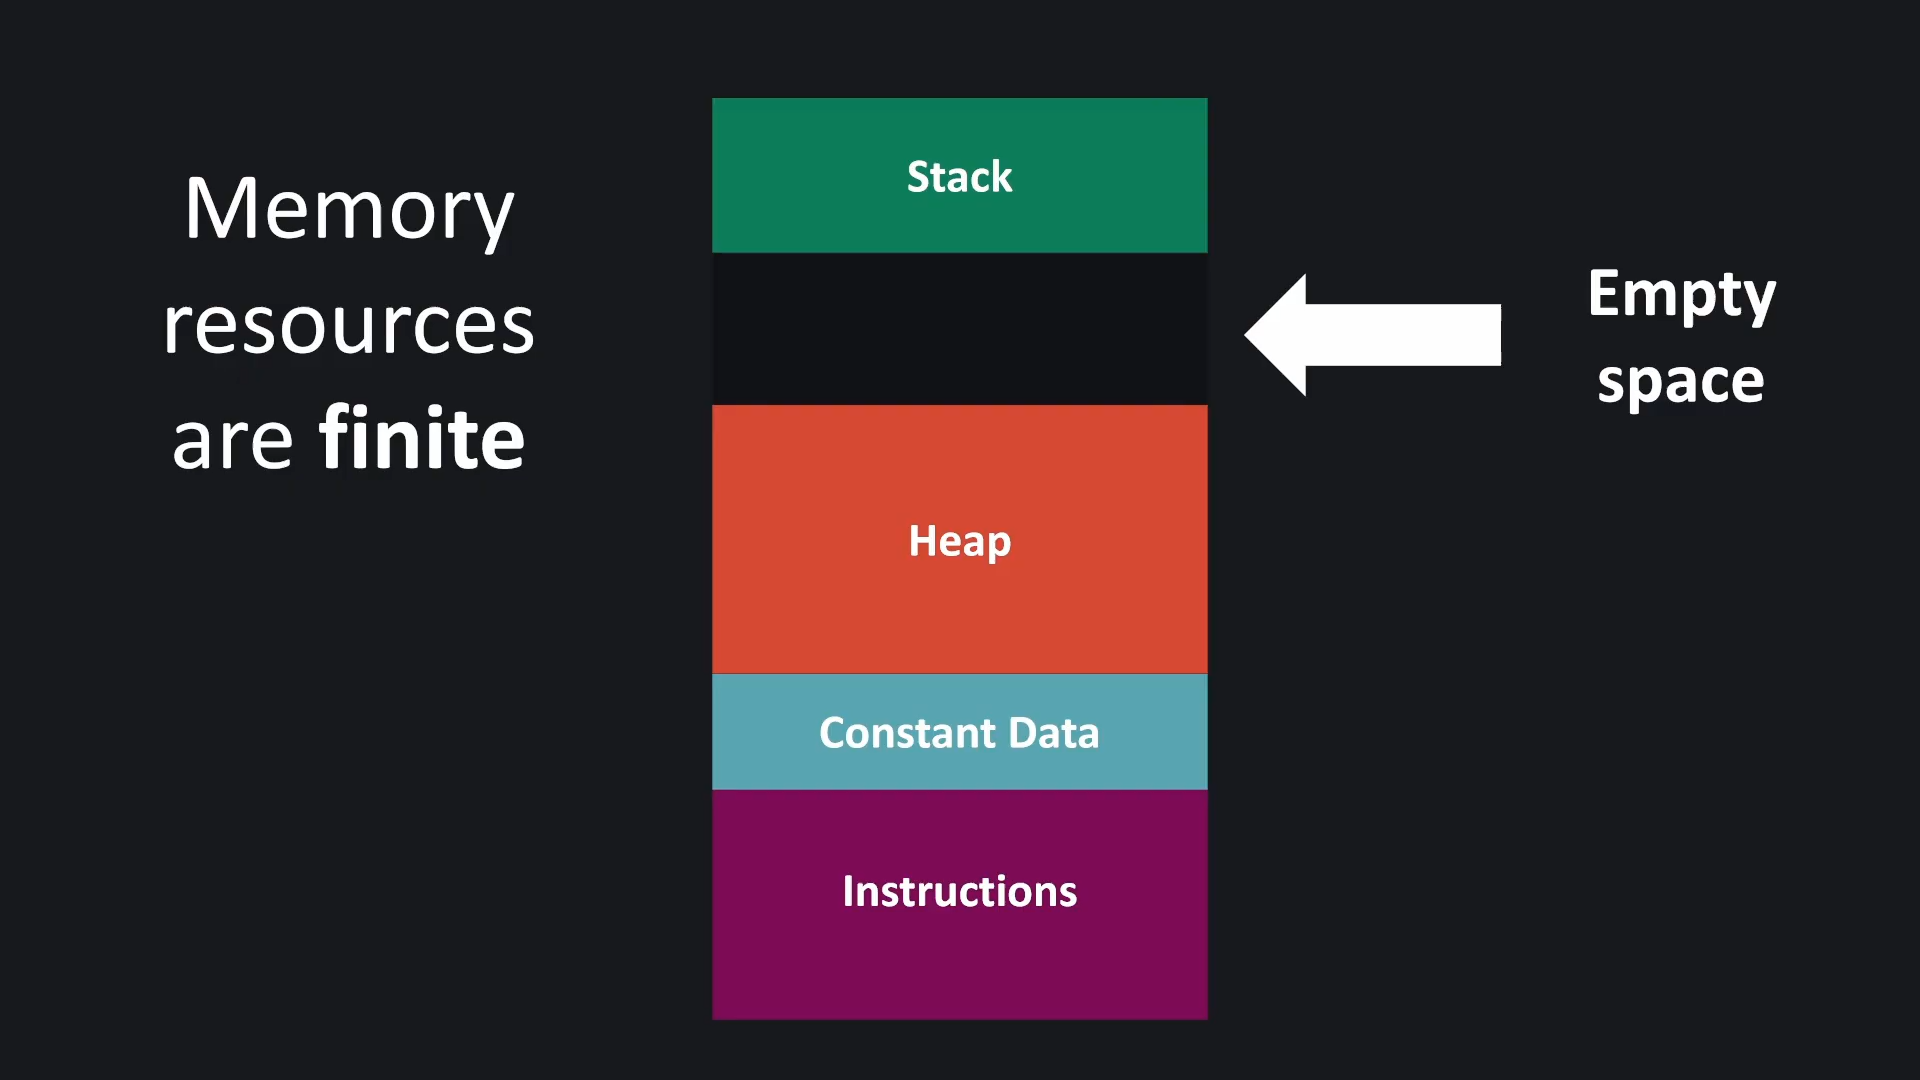 Memory
resources
are finite
Stack
Empty
space
Heap
Constant Data
Instructions